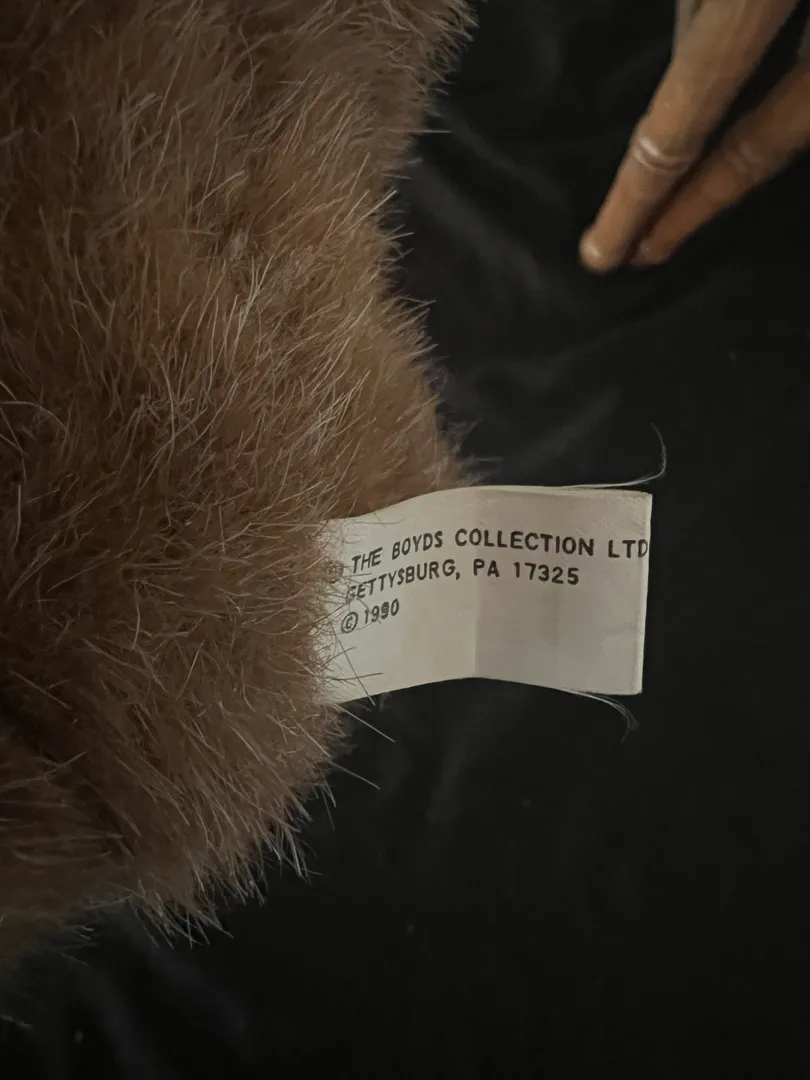 © THE BOYDS COLLECTION LTD
GETTYSBURG, PA 17325
© 1990